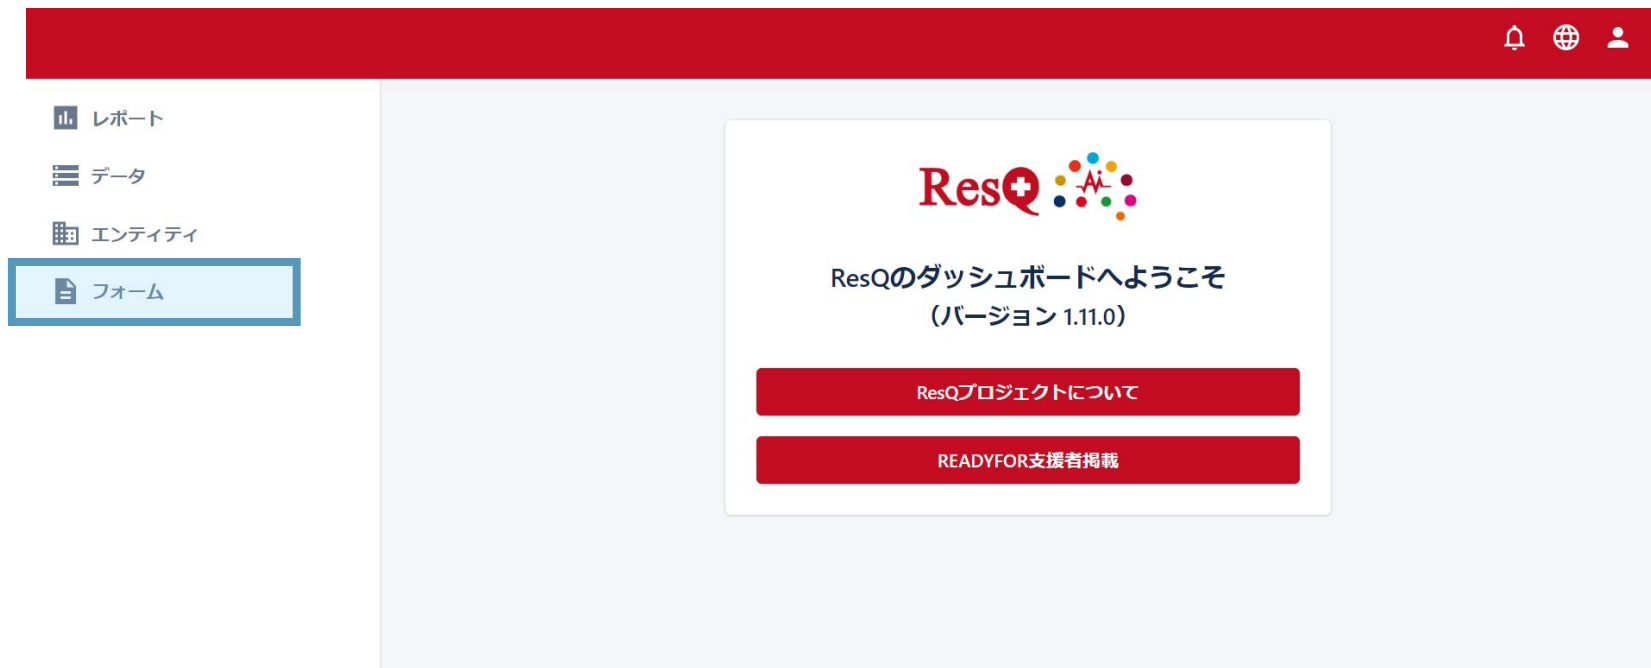 レポート
データ
エンティティ
フォーム
ResQ Ai
ResQのダッシュボードへようこそ
（バージョン 1.11.0）
ResQプロジェクトについて
READYFOR支援者掲載